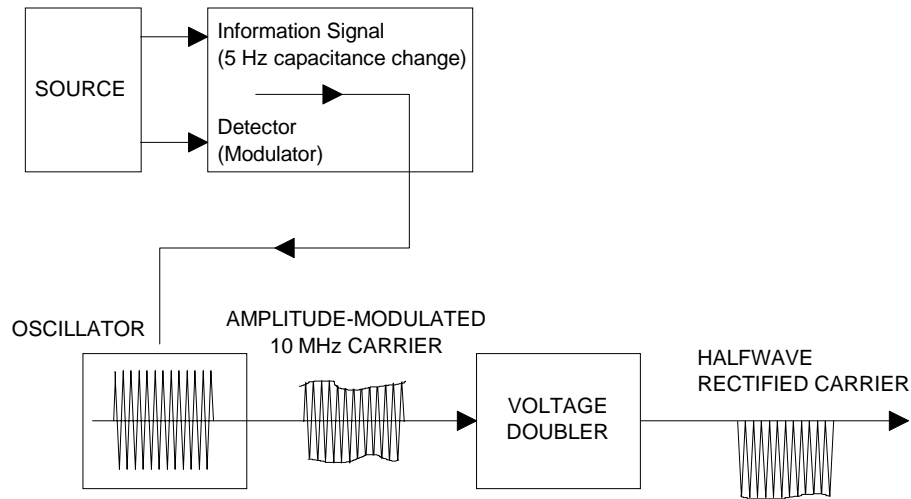 SOURCE
Information Signal
(5 Hz capacitance change)
Detector
(Modulator)
OSCILLATOR
AMPLITUDE-MODULATED
10 MHz CARRIER
VOLTAGE
DOUBLER
HALFWAVE
RECTIFIED CARRIER